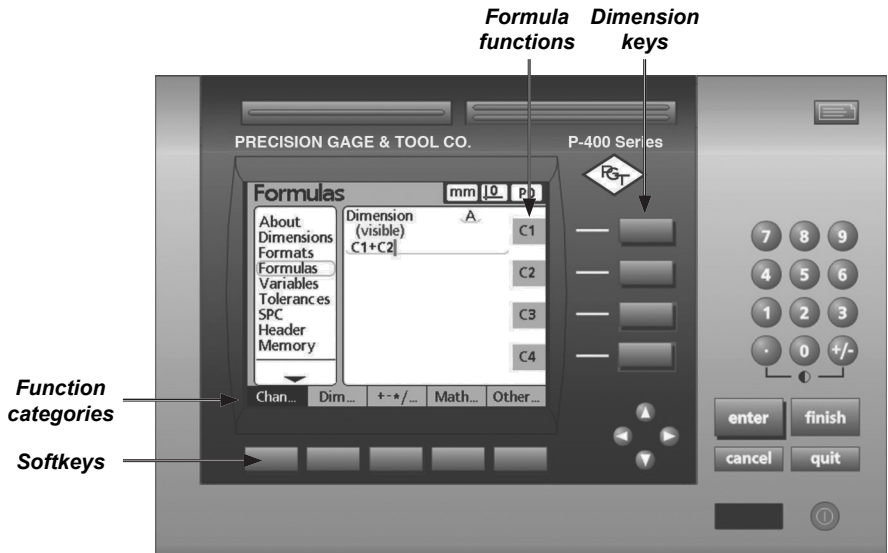 Formula functions
Dimension keys
PRECISION GAGE & TOOL CO.
P-400 Series
PGT
Formulas
mm
P0
About
Dimensions
Formats
Formulas
Variables
Tolerances
SPC
Header
Memory
Dimension A
(visible)
C1+C2
C1
C2
C3
C4
Chan... Dim... +-*/... Math... Other...
Function categories
Softkeys
7 8 9
4 5 6
1 2 3
. 0 +/-
enter finish
cancel quit